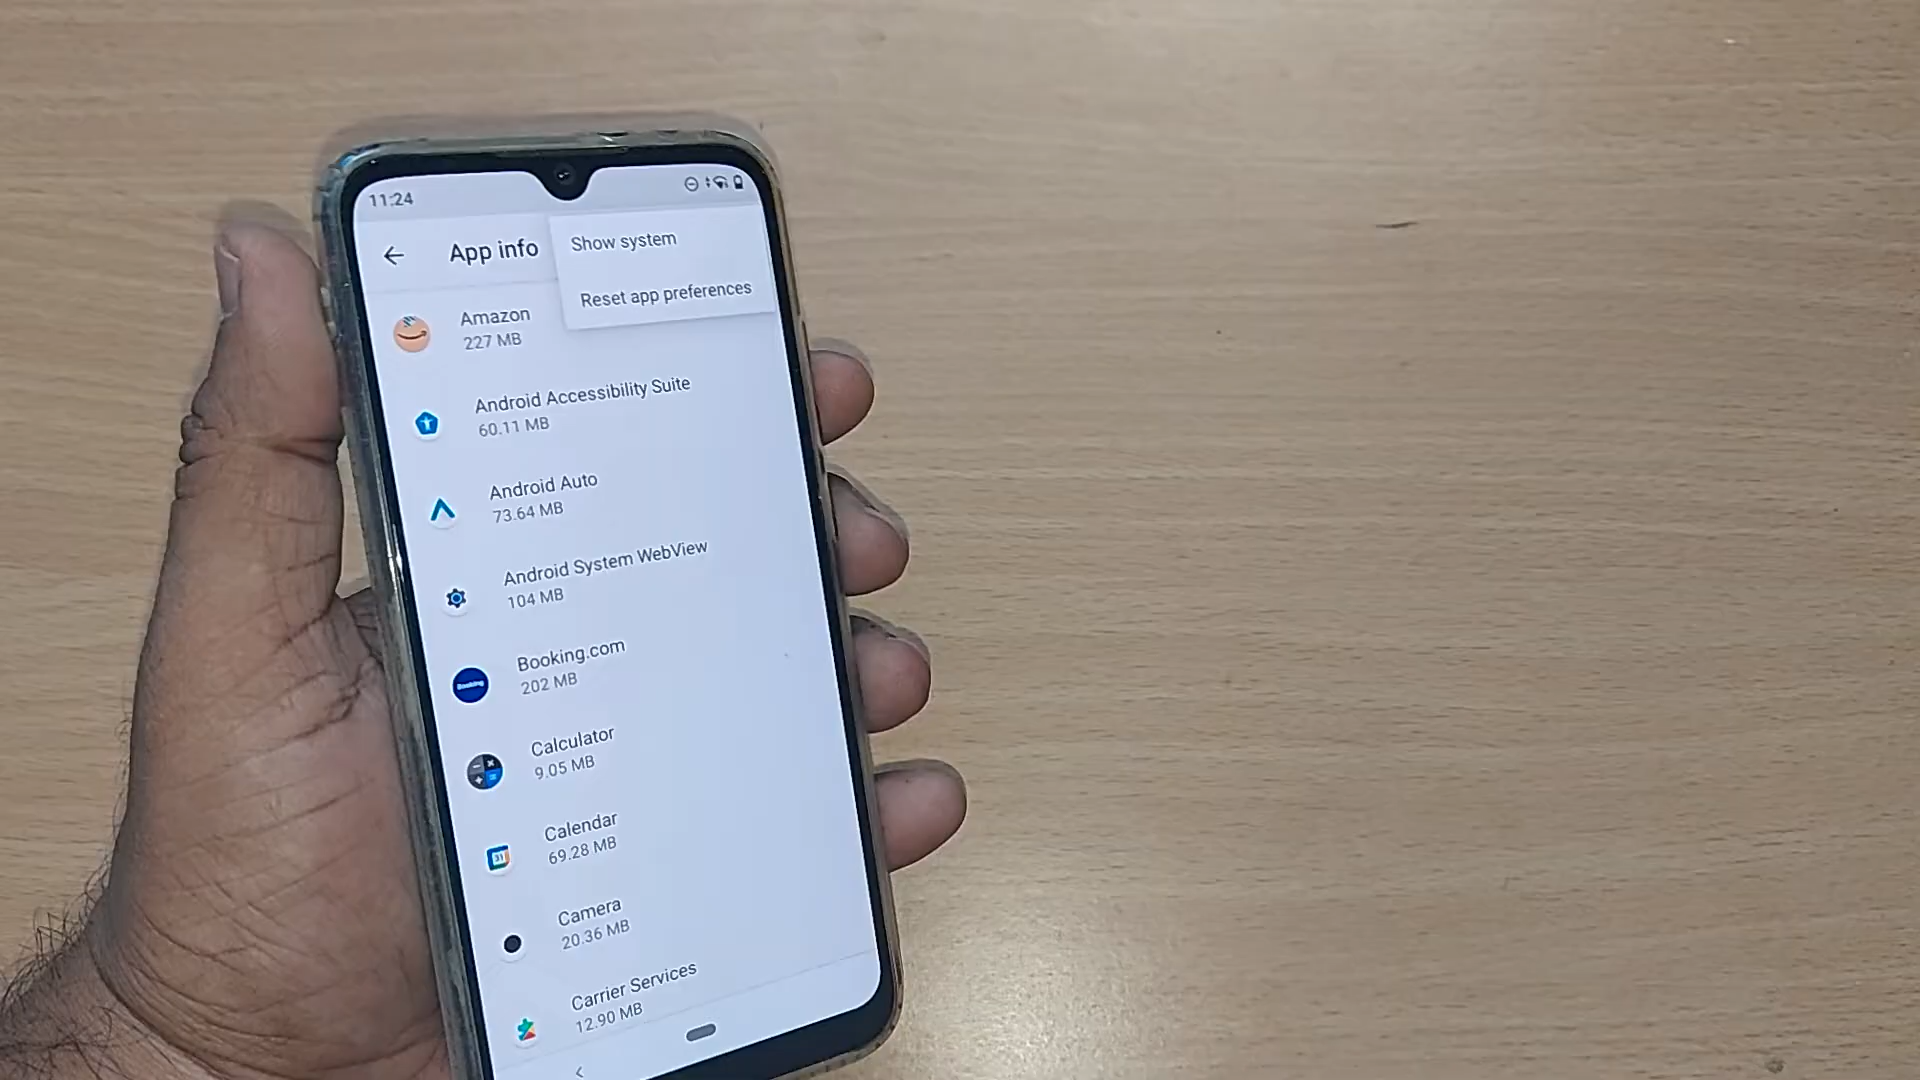 11:24
App info
Show system
Reset app preferences
Amazon
227 MB
Android Accessibility Suite
60.11 MB
Android Auto
73.64 MB
Android System WebView
104 MB
Booking.com
202 MB
Booking
Calculator
9.05 MB
Calendar
69.28 MB
31
Camera
20.36 MB
Carrier Services
12.90 MB